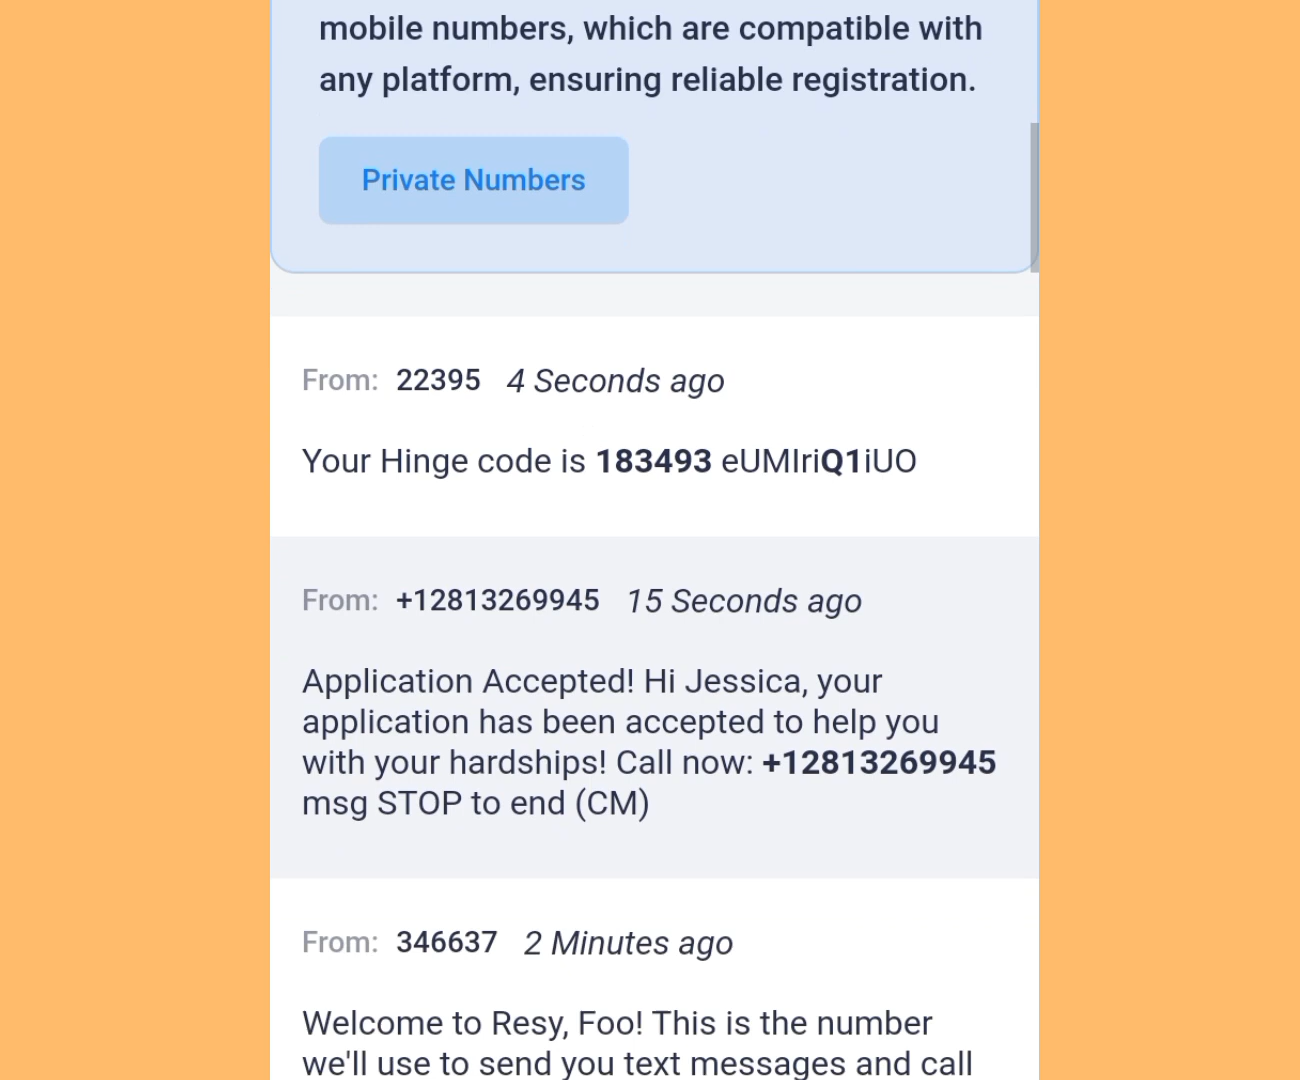 mobile numbers, which are compatible with
any platform, ensuring reliable registration.
Private Numbers
From: 22395 4 Seconds ago
Your Hinge code is 183493 eUMIriQ1iUO
From: +12813269945 15 Seconds ago
Application Accepted! Hi Jessica, your
application has been accepted to help you
with your hardships! Call now: +12813269945
msg STOP to end (CM)
From: 346637 2 Minutes ago
Welcome to Resy, Foo! This is the number
we'll use to send you text messages and call